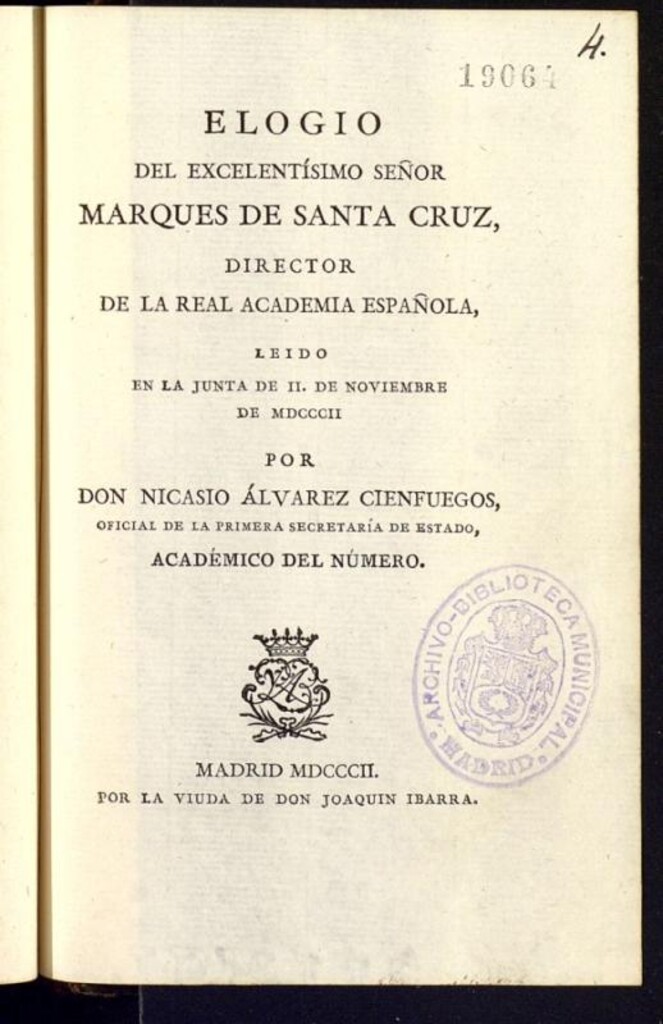 4.
19064
ELOGIO
DEL EXCELENTÍSIMO SEÑOR
MARQUES DE SANTA CRUZ,
DIRECTOR
DE LA REAL ACADEMIA ESPAÑOLA,
LEIDO
EN LA JUNTA DE II. DE NOVIEMBRE
DE MDCCCII
POR
DON NICASIO ÁLVAREZ CIENFUEGOS,
OFICIAL DE LA PRIMERA SECRETARÍA DE ESTADO,
ACADÉMICO DEL NÚMERO.
ARCHIVO-BIBLIOTECA MUNICIPAL
· MADRID ·
MADRID MDCCCII.
POR LA VIUDA DE DON JOAQUIN IBARRA.